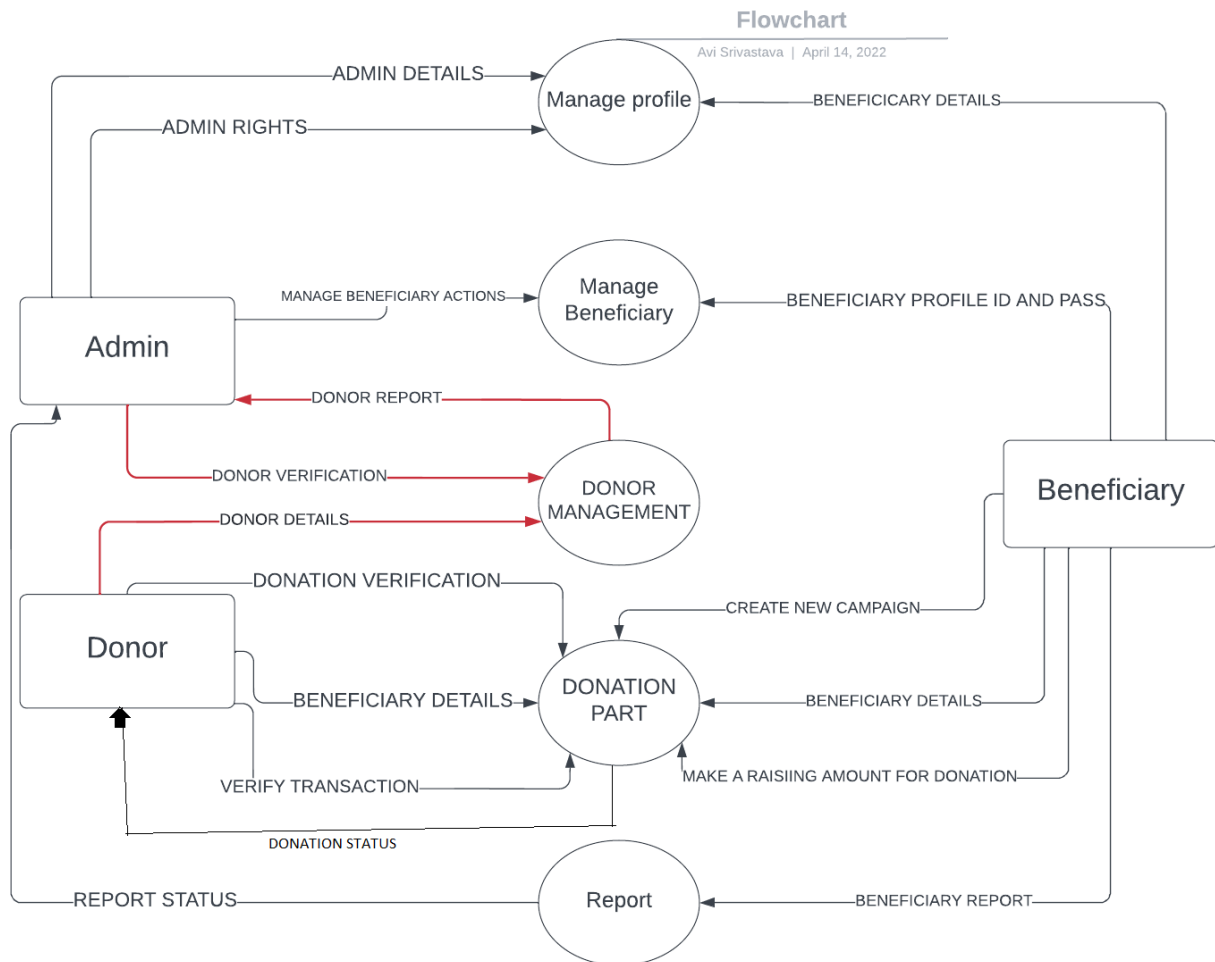 Flowchart
Avi Srivastava | April 14, 2022
ADMIN DETAILS
Manage profile
BENEFICICARY DETAILS
ADMIN RIGHTS
Manage
Beneficiary
MANAGE BENEFICIARY ACTIONS
BENEFICIARY PROFILE ID AND PASS
Admin
DONOR REPORT
DONOR VERIFICATION
DONOR
MANAGEMENT
Beneficiary
DONOR DETAILS
DONATION VERIFICATION
CREATE NEW CAMPAIGN
Donor
BENEFICIARY DETAILS
DONATION
PART
BENEFICIARY DETAILS
VERIFY TRANSACTION
MAKE A RAISIING AMOUNT FOR DONATION
DONATION STATUS
REPORT STATUS
Report
BENEFICIARY REPORT